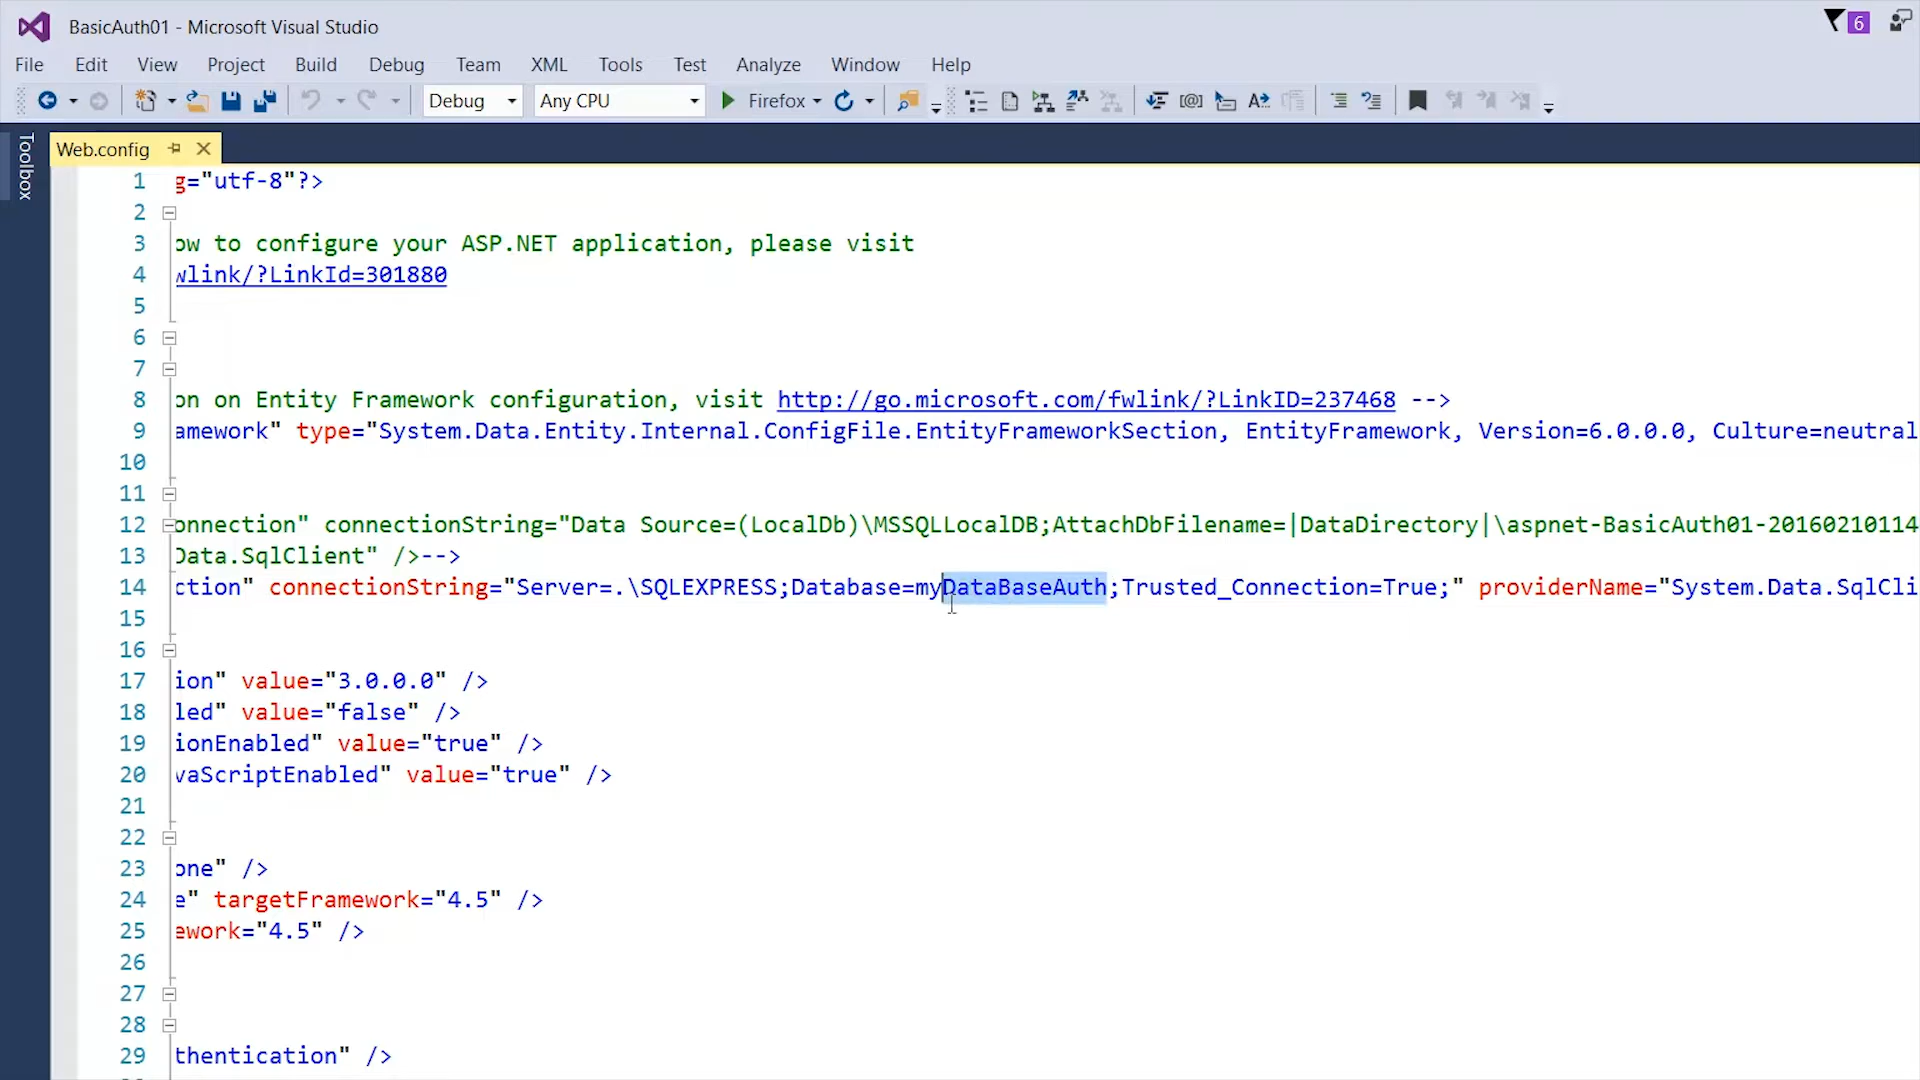 BasicAuth01 - Microsoft Visual Studio
6
File Edit View Project Build Debug Team XML Tools Test Analyze Window Help
Debug Any CPU Firefox
Toolbox
Web.config
1 g="utf-8"?>
2
3 ow to configure your ASP.NET application, please visit
4 wlink/?LinkId=301880
5
6
7
8 on on Entity Framework configuration, visit http://go.microsoft.com/fwlink/?LinkID=237468 -->
9 amework" type="System.Data.Entity.Internal.ConfigFile.EntityFrameworkSection, EntityFramework, Version=6.0.0.0, Culture=neutral
10
11
12 onnection" connectionString="Data Source=(LocalDb)\MSSQLLocalDB;AttachDbFilename=|DataDirectory|\aspnet-BasicAuth01-20160210114
13 Data.SqlClient" />-->
14 ction" connectionString="Server=.\SQLEXPRESS;Database=myDataBaseAuth;Trusted_Connection=True;" providerName="System.Data.SqlCli
15
16
17 ion" value="3.0.0.0" />
18 led" value="false" />
19 ionEnabled" value="true" />
20 vaScriptEnabled" value="true" />
21
22
23 one" />
24 e" targetFramework="4.5" />
25 ework="4.5" />
26
27
28
29 thentication" />